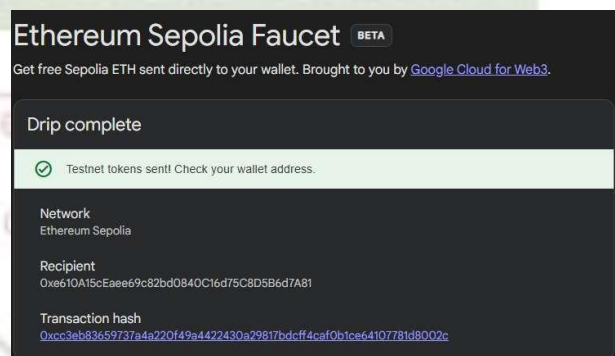 Ethereum Sepolia Faucet BETA
Get free Sepolia ETH sent directly to your wallet. Brought to you by Google Cloud for Web3.
Drip complete
Testnet tokens sent! Check your wallet address.
Network
Ethereum Sepolia
Recipient
0xe610A15cEaee69c82bd0840C16d75C8D5B6d7A81
Transaction hash
0xcc3eb83659737a4a220f49a4422430a29817bdcff4caf0b1ce64107781d8002c